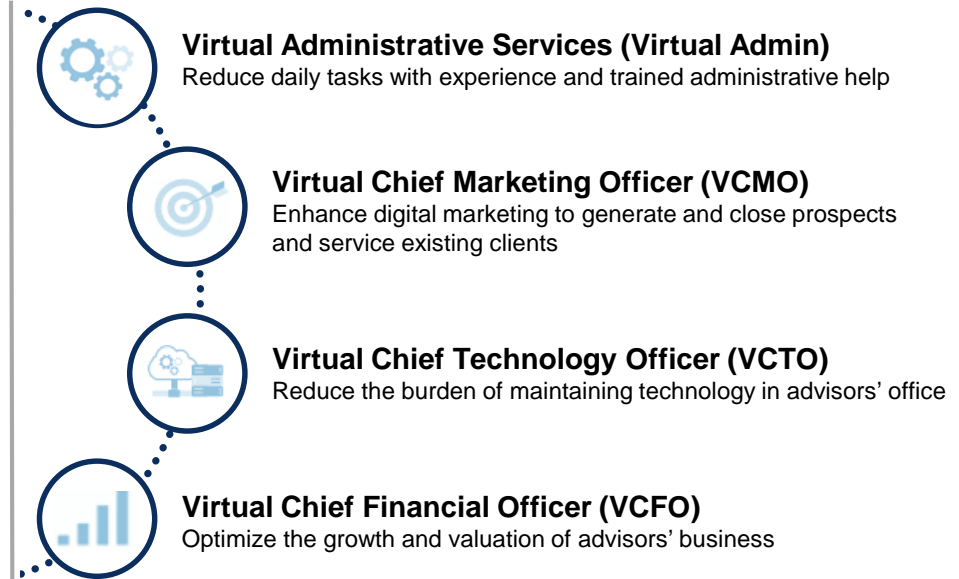 Virtual Administrative Services (Virtual Admin)
Reduce daily tasks with experience and trained administrative help
Virtual Chief Marketing Officer (VCMO)
Enhance digital marketing to generate and close prospects
and service existing clients
Virtual Chief Technology Officer (VCTO)
Reduce the burden of maintaining technology in advisors’ office
Virtual Chief Financial Officer (VCFO)
Optimize the growth and valuation of advisors’ business